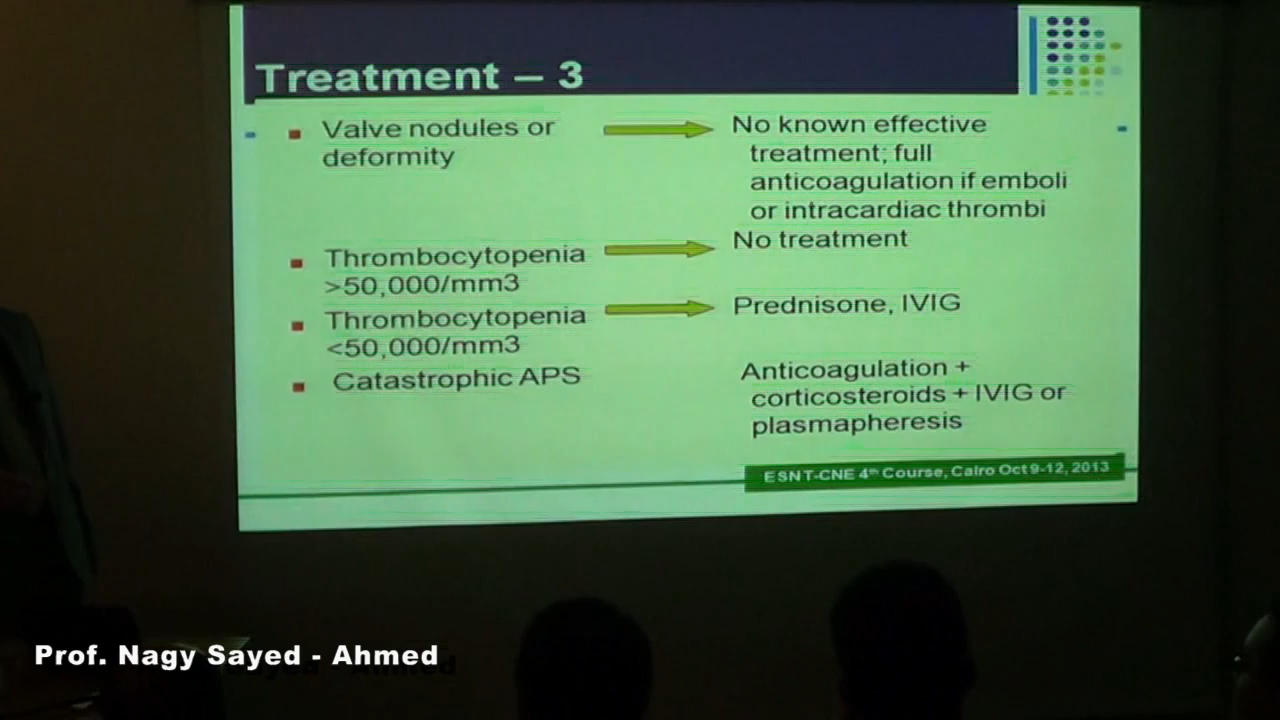 Treatment – 3
Valve nodules or
deformity
No known effective
treatment; full
anticoagulation if emboli
or intracardiac thrombi
Thrombocytopenia
>50,000/mm3
No treatment
Thrombocytopenia
<50,000/mm3
Prednisone, IVIG
Catastrophic APS
Anticoagulation +
corticosteroids + IVIG or
plasmapheresis
ESNT-CNE 4th Course, Cairo Oct 9-12, 2013
Prof. Nagy Sayed - Ahmed